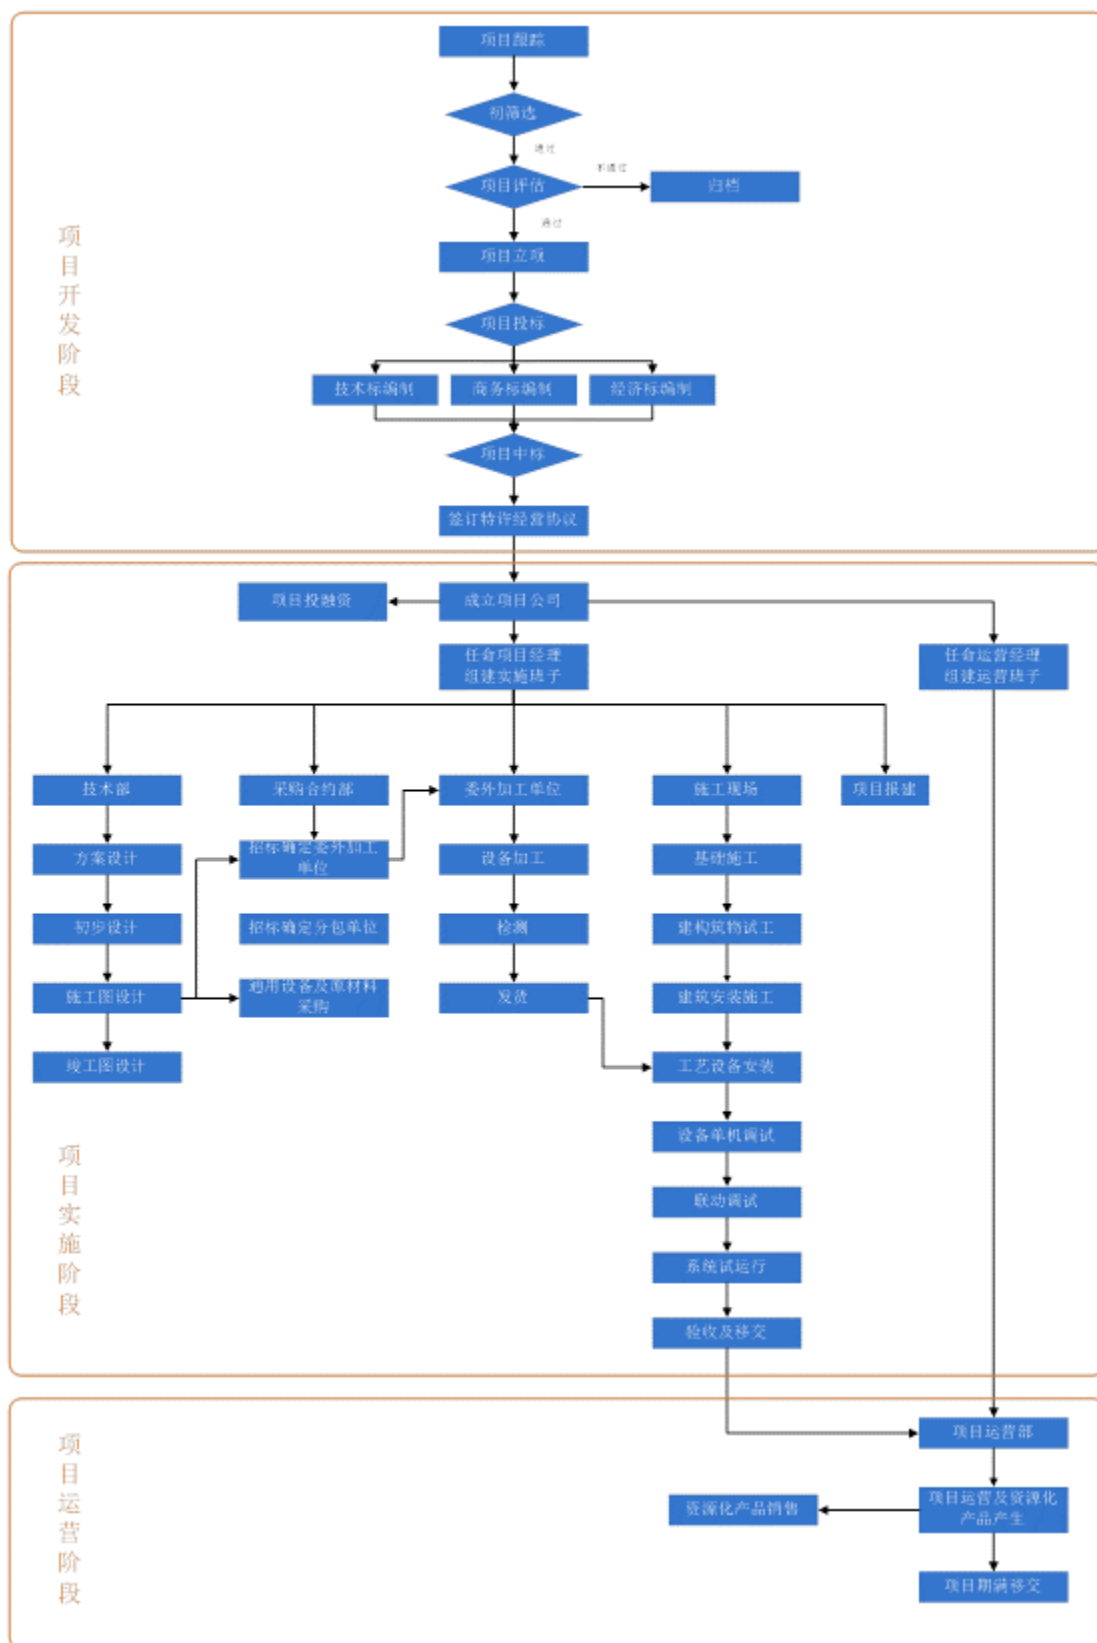 项目跟踪
初筛选
通过
项目评估
不通过
归档
通过
项目立项
项目投标
技术标编制
商务标编制
经济标编制
项目中标
签订特许经营协议
项目开发阶段
项目投融资
成立项目公司
任命项目经理
组建实施班子
任命运营经理
组建运营班子
技术部
采购合约部
委外加工单位
施工现场
项目报建
方案设计
招标确定委外加工
单位
设备加工
基础施工
初步设计
招标确定分包单位
检测
建构筑物试工
施工图设计
通用设备及原材料
采购
发货
建筑安装施工
竣工图设计
工艺设备安装
设备单机调试
联动调试
系统试运行
验收及移交
项目实施阶段
项目运营部
资源化产品销售
项目运营及资源化
产品产生
项目期满移交
项目运营阶段